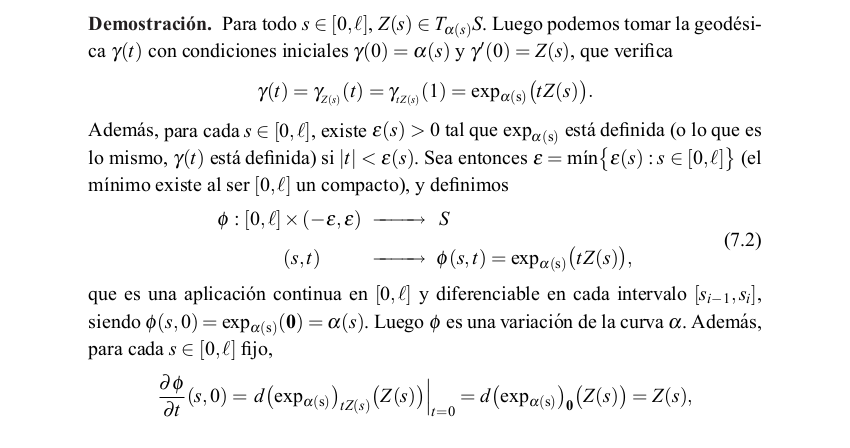 Demostración. Para todo s ∈ [0,ℓ], Z(s) ∈ T_{α(s)}S. Luego podemos tomar la geodési-
ca γ(t) con condiciones iniciales γ(0) = α(s) y γ′(0) = Z(s), que verifica
γ(t) = γ_{Z(s)}(t) = γ_{tZ(s)}(1) = exp_{α(s)}(tZ(s)).
Además, para cada s ∈ [0,ℓ], existe ε(s) > 0 tal que exp_{α(s)} está definida (o lo que es
lo mismo, γ(t) está definida) si |t| < ε(s). Sea entonces ε = mín{ε(s) : s ∈ [0,ℓ]} (el
mínimo existe al ser [0,ℓ] un compacto), y definimos
ϕ : [0,ℓ] × (−ε,ε) ⟶ S
(s,t) ⟶ ϕ(s,t) = exp_{α(s)}(tZ(s)),
(7.2)
que es una aplicación continua en [0,ℓ] y diferenciable en cada intervalo [s_{i−1},s_i],
siendo ϕ(s,0) = exp_{α(s)}(0) = α(s). Luego ϕ es una variación de la curva α. Además,
para cada s ∈ [0,ℓ] fijo,
∂ϕ/∂t (s,0) = d(exp_{α(s)})_{tZ(s)}(Z(s))|_{t=0} = d(exp_{α(s)})_0(Z(s)) = Z(s),